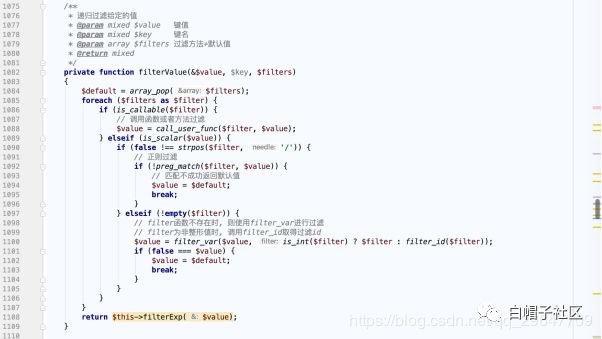 1075 /**
1076 * 递归过滤给定的值
1077 * @param mixed $value 键值
1078 * @param mixed $key 键名
1079 * @param array $filters 过滤方法+默认值
1080 * @return mixed
1081 */
1082 private function filterValue(&$value, $key, $filters)
1083 {
1084 $default = array_pop( &array: $filters);
1085 foreach ($filters as $filter) {
1086 if (is_callable($filter)) {
1087 // 调用函数或者方法过滤
1088 $value = call_user_func($filter, $value);
1089 } elseif (is_scalar($value)) {
1090 if (false !== strpos($filter, needle: '/')) {
1091 // 正则过滤
1092 if (!preg_match($filter, $value)) {
1093 // 匹配不成功返回默认值
1094 $value = $default;
1095 break;
1096 }
1097 } elseif (!empty($filter)) {
1098 // filter函数不存在时, 则使用filter_var进行过滤
1099 // filter为非整形值时, 调用filter_id取得过滤id
1100 $value = filter_var($value, filter: is_int($filter) ? $filter : filter_id($filter));
1101 if (false === $value) {
1102 $value = $default;
1103 break;
1104 }
1105 }
1106 }
1107 }
1108 return $this->filterExp( &: $value);
1109 }
1110
白帽子社区